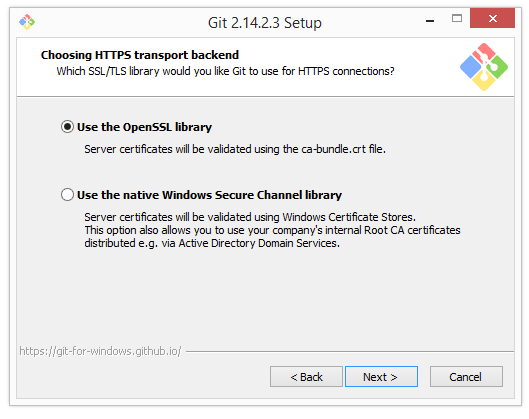 Git 2.14.2.3 Setup
Choosing HTTPS transport backend
Which SSL/TLS library would you like Git to use for HTTPS connections?
Use the OpenSSL library
Server certificates will be validated using the ca-bundle.crt file.
Use the native Windows Secure Channel library
Server certificates will be validated using Windows Certificate Stores.
This option also allows you to use your company's internal Root CA certificates
distributed e.g. via Active Directory Domain Services.
https://git-for-windows.github.io/
< Back
Next >
Cancel